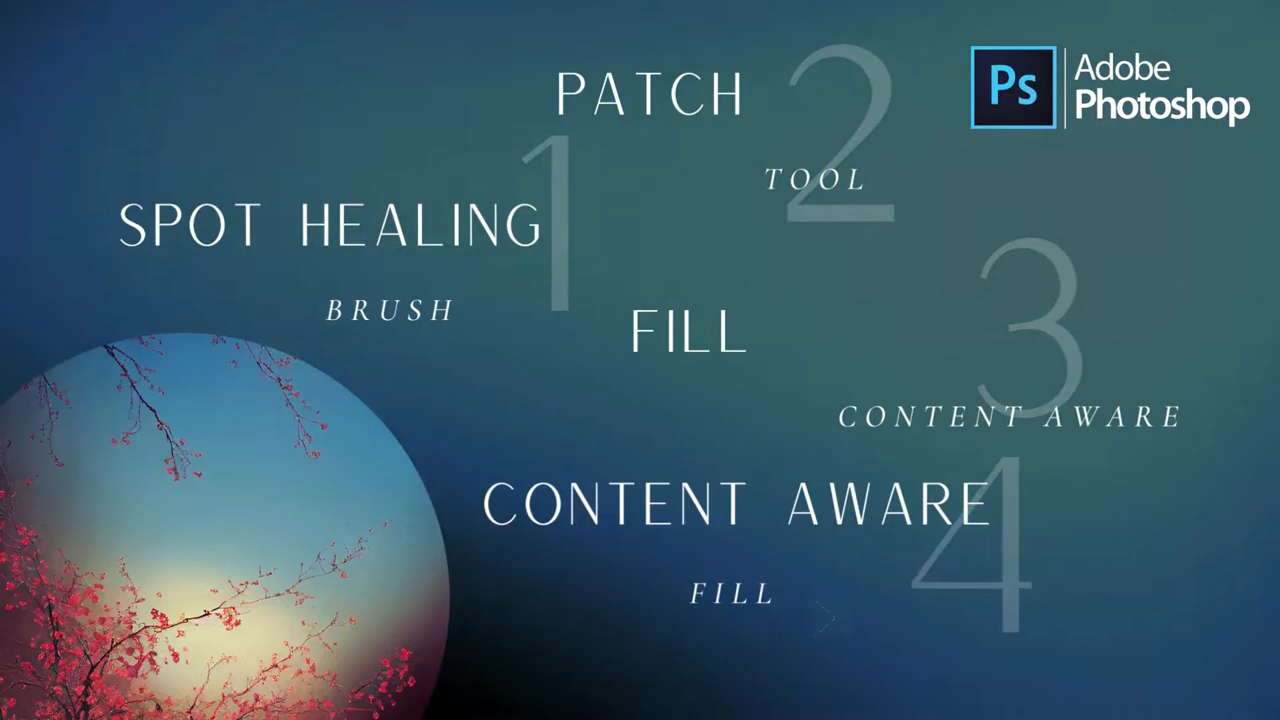 SPOT HEALING
BRUSH
1
PATCH
TOOL
2
FILL
CONTENT AWARE
3
CONTENT AWARE
FILL
4
Ps
Adobe
Photoshop